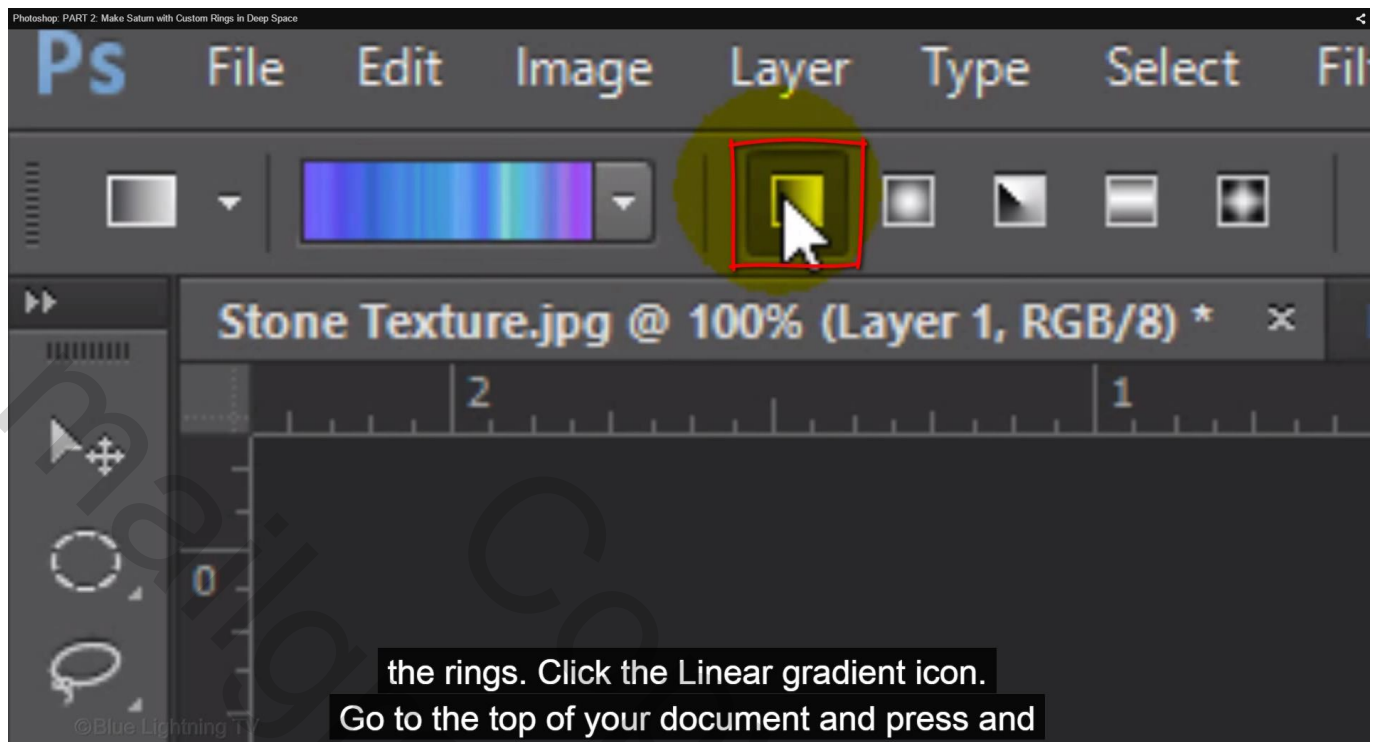 Photoshop: PART 2: Make Saturn with Custom Rings in Deep Space
Ps File Edit Image Layer Type Select Filt
Stone Texture.jpg @ 100% (Layer 1, RGB/8) * ×
2 1
0
the rings. Click the Linear gradient icon.
Go to the top of your document and press and
©Blue Lightning TV